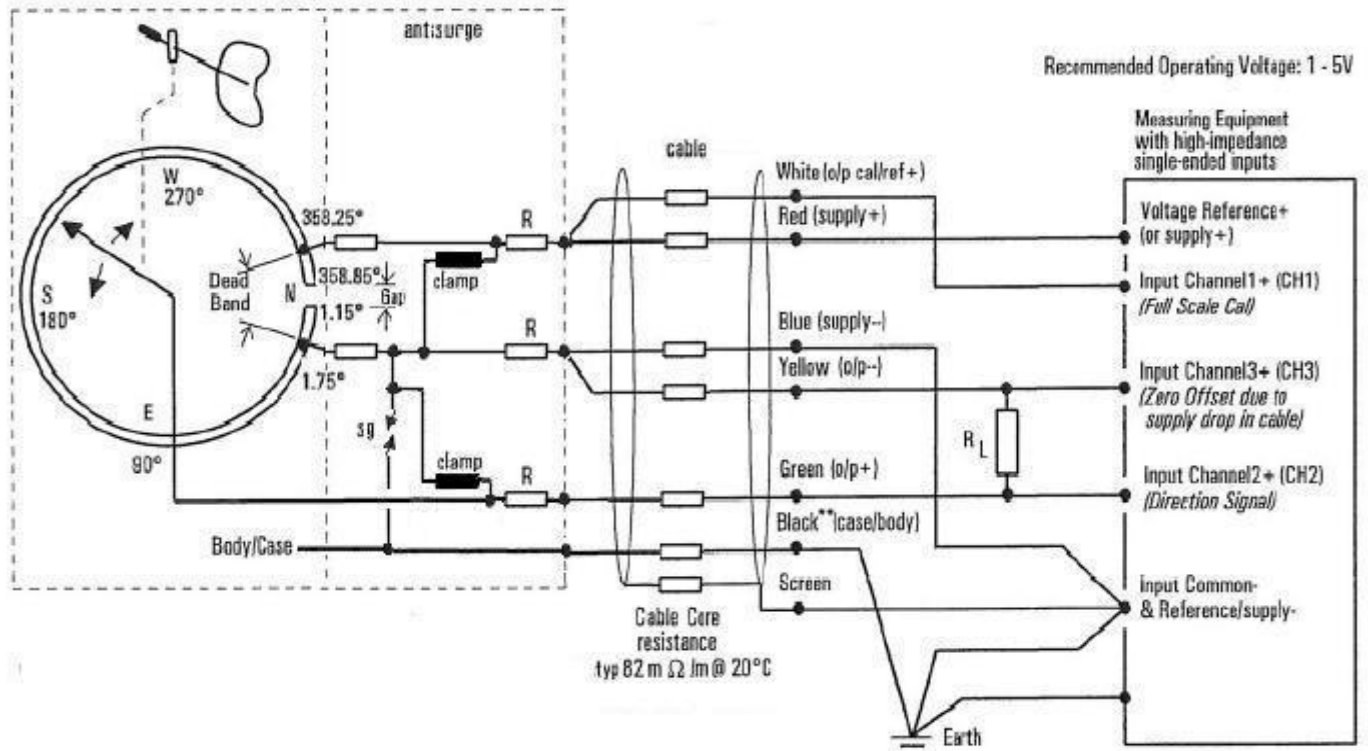 antisurge
Recommended Operating Voltage: 1 - 5V
Measuring Equipment
with high-impedance
single-ended inputs
cable
White (o/p cal/ref+)
Red (supply+)
Voltage Reference+
(or supply+)
Input Channel1+ (CH1)
(Full Scale Cal)
W
270°
358.25°
R
clamp
Dead
Band
358.85°
N
Gap
1.15°
S
180°
1.75°
R
Blue (supply--)
Yellow (o/p--)
Input Channel3+ (CH3)
(Zero Offset due to
supply drop in cable)
E
90°
sg
clamp
R
RL
Green (o/p+)
Input Channel2+ (CH2)
(Direction Signal)
Black**(case/body)
Body/Case
Screen
Input Common-
& Reference/supply-
Cable Core
resistance
typ 82 m Ω /m @ 20°C
Earth